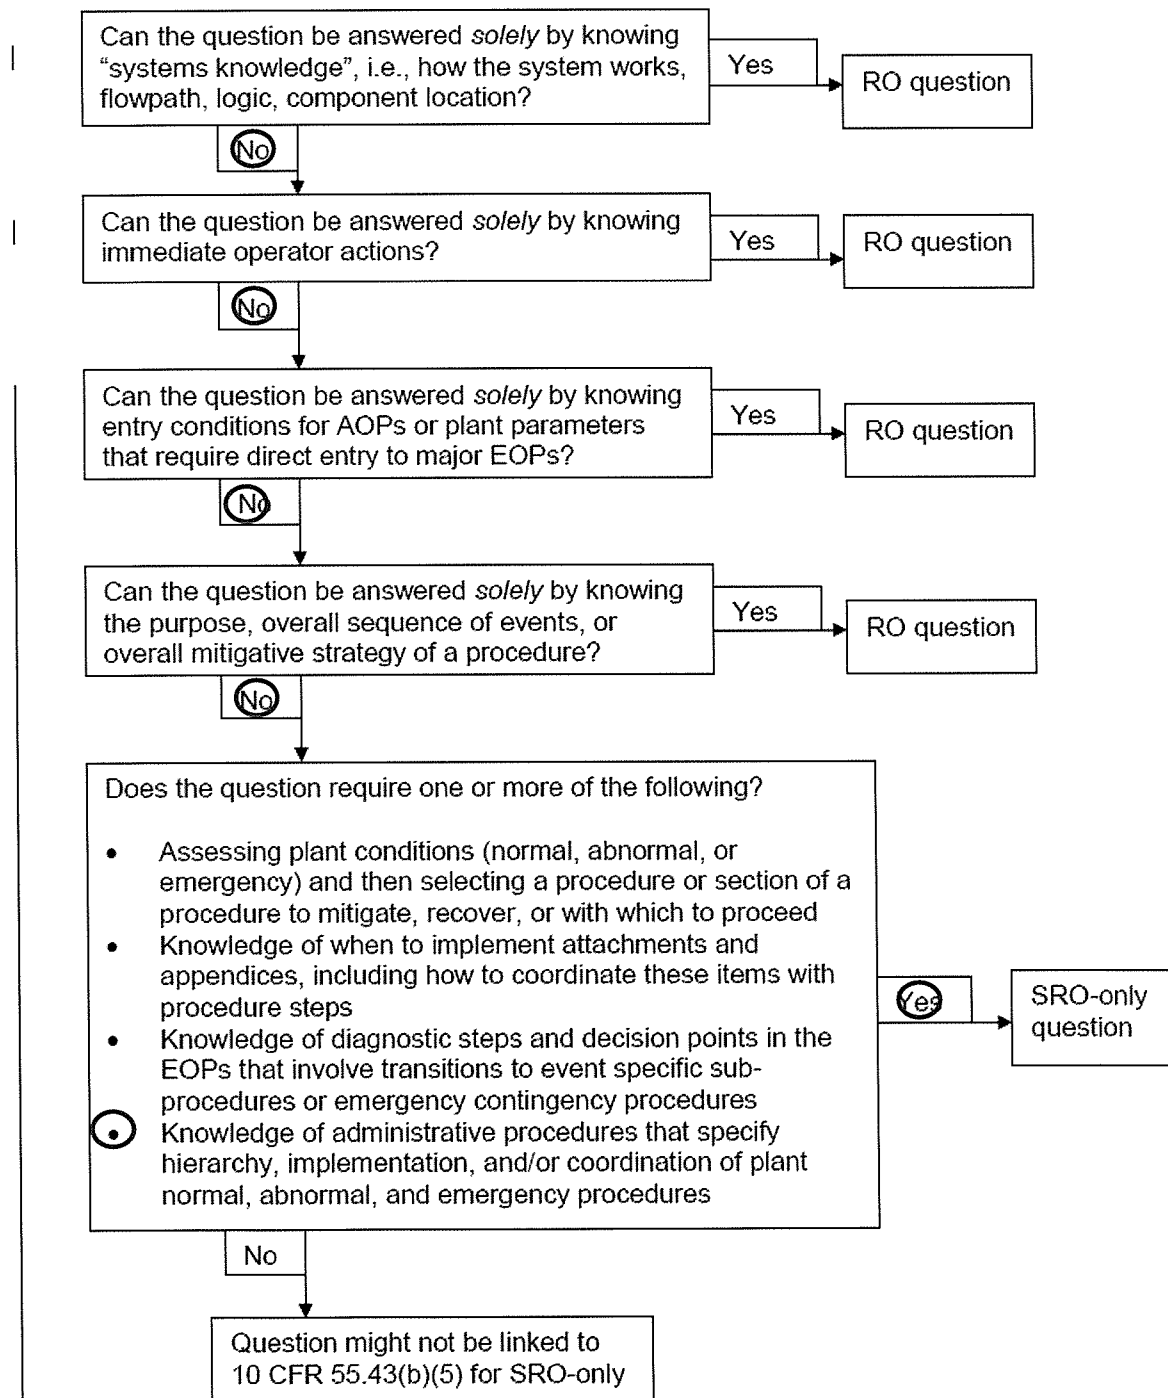 Can the question be answered solely by knowing
“systems knowledge”, i.e., how the system works,
flowpath, logic, component location?
Yes
RO question
No
Can the question be answered solely by knowing
immediate operator actions?
Yes
RO question
No
Can the question be answered solely by knowing
entry conditions for AOPs or plant parameters
that require direct entry to major EOPs?
Yes
RO question
No
Can the question be answered solely by knowing
the purpose, overall sequence of events, or
overall mitigative strategy of a procedure?
Yes
RO question
No
Does the question require one or more of the following?
• Assessing plant conditions (normal, abnormal, or
emergency) and then selecting a procedure or section of a
procedure to mitigate, recover, or with which to proceed
• Knowledge of when to implement attachments and
appendices, including how to coordinate these items with
procedure steps
• Knowledge of diagnostic steps and decision points in the
EOPs that involve transitions to event specific sub-
procedures or emergency contingency procedures
• Knowledge of administrative procedures that specify
hierarchy, implementation, and/or coordination of plant
normal, abnormal, and emergency procedures
Yes
SRO-only
question
No
Question might not be linked to
10 CFR 55.43(b)(5) for SRO-only